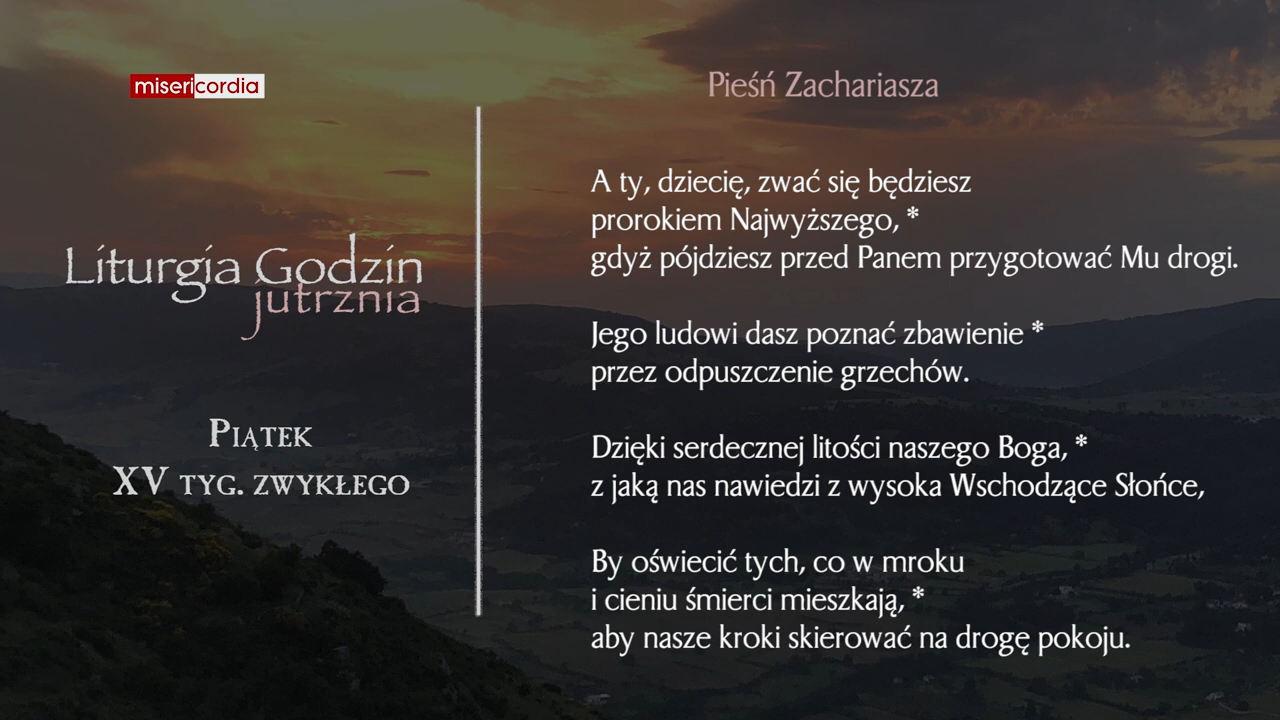 misericordia
Liturgia Godzin
jutrznia
Piątek
XV tyg. zwykłego
Pieśń Zachariasza
A ty, dziecię, zwać się będziesz
prorokiem Najwyższego, *
gdyż pójdziesz przed Panem przygotować Mu drogi.
Jego ludowi dasz poznać zbawienie *
przez odpuszczenie grzechów.
Dzięki serdecznej litości naszego Boga, *
z jaką nas nawiedzi z wysoka Wschodzące Słońce,
By oświecić tych, co w mroku
i cieniu śmierci mieszkają, *
aby nasze kroki skierować na drogę pokoju.